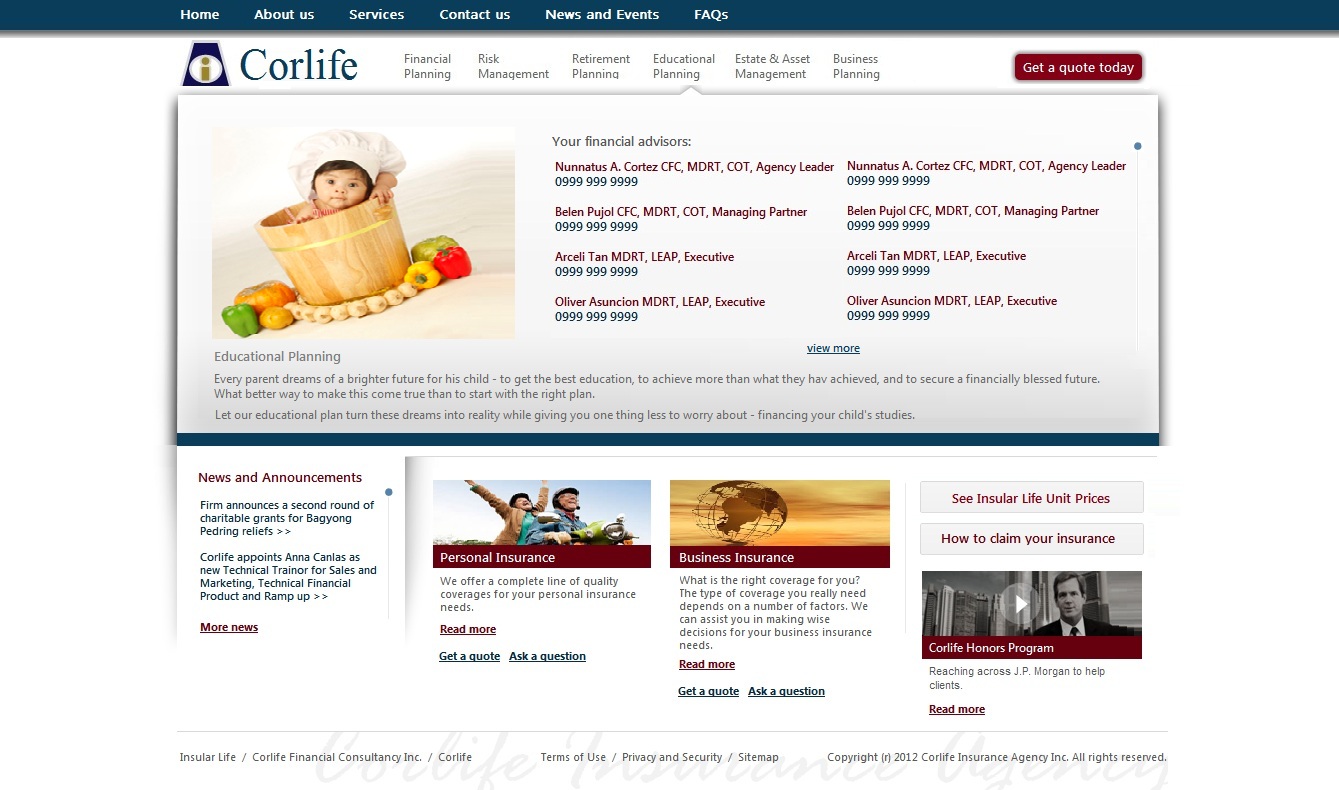 Home About us Services Contact us News and Events FAQs
Corlife
Financial
Planning
Risk
Management
Retirement
Planning
Educational
Planning
Estate & Asset
Management
Business
Planning
Get a quote today
Your financial advisors:
Nunnatus A. Cortez CFC, MDRT, COT, Agency Leader
0999 999 9999
Belen Pujol CFC, MDRT, COT, Managing Partner
0999 999 9999
Arceli Tan MDRT, LEAP, Executive
0999 999 9999
Oliver Asuncion MDRT, LEAP, Executive
0999 999 9999
Nunnatus A. Cortez CFC, MDRT, COT, Agency Leader
0999 999 9999
Belen Pujol CFC, MDRT, COT, Managing Partner
0999 999 9999
Arceli Tan MDRT, LEAP, Executive
0999 999 9999
Oliver Asuncion MDRT, LEAP, Executive
0999 999 9999
view more
Educational Planning
Every parent dreams of a brighter future for his child - to get the best education, to achieve more than what they hav achieved, and to secure a financially blessed future.
What better way to make this come true than to start with the right plan.
Let our educational plan turn these dreams into reality while giving you one thing less to worry about - financing your child's studies.
News and Announcements
Firm announces a second round of
charitable grants for Bagyong
Pedring reliefs >>
Corlife appoints Anna Canlas as
new Technical Trainor for Sales and
Marketing, Technical Financial
Product and Ramp up >>
More news
Personal Insurance
We offer a complete line of quality
coverages for your personal insurance
needs.
Read more
Get a quote Ask a question
Business Insurance
What is the right coverage for you?
The type of coverage you really need
depends on a number of factors. We
can assist you in making wise
decisions for your business insurance
needs.
Read more
Get a quote Ask a question
See Insular Life Unit Prices
How to claim your insurance
Corlife Honors Program
Reaching across J.P. Morgan to help
clients.
Read more
Insular Life / Corlife Financial Consultancy Inc. / Corlife
Terms of Use / Privacy and Security / Sitemap
Copyright (r) 2012 Corlife Insurance Agency Inc. All rights reserved.
Corlife Insurance Agency